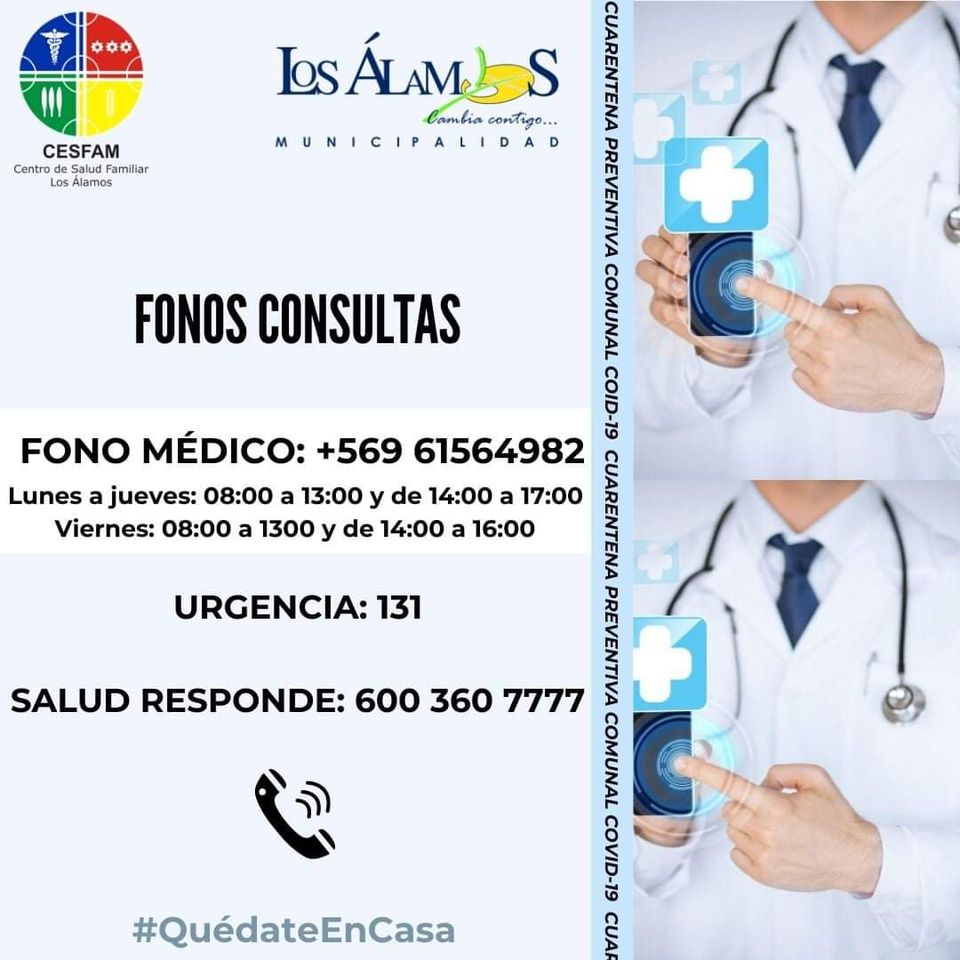 CESFAM
Centro de Salud Familiar
Los Álamos
LOS ÁLAMOS
Cambia contigo...
MUNICIPALIDAD
FONOS CONSULTAS
FONO MÉDICO: +569 61564982
Lunes a jueves: 08:00 a 13:00 y de 14:00 a 17:00
Viernes: 08:00 a 1300 y de 14:00 a 16:00
URGENCIA: 131
SALUD RESPONDE: 600 360 7777
#QuédateEnCasa
CUARENTENA PREVENTIVA COMUNAL COID-19 CUARENTENA PREVENTIVA COMUNAL COVID-19 CUAR